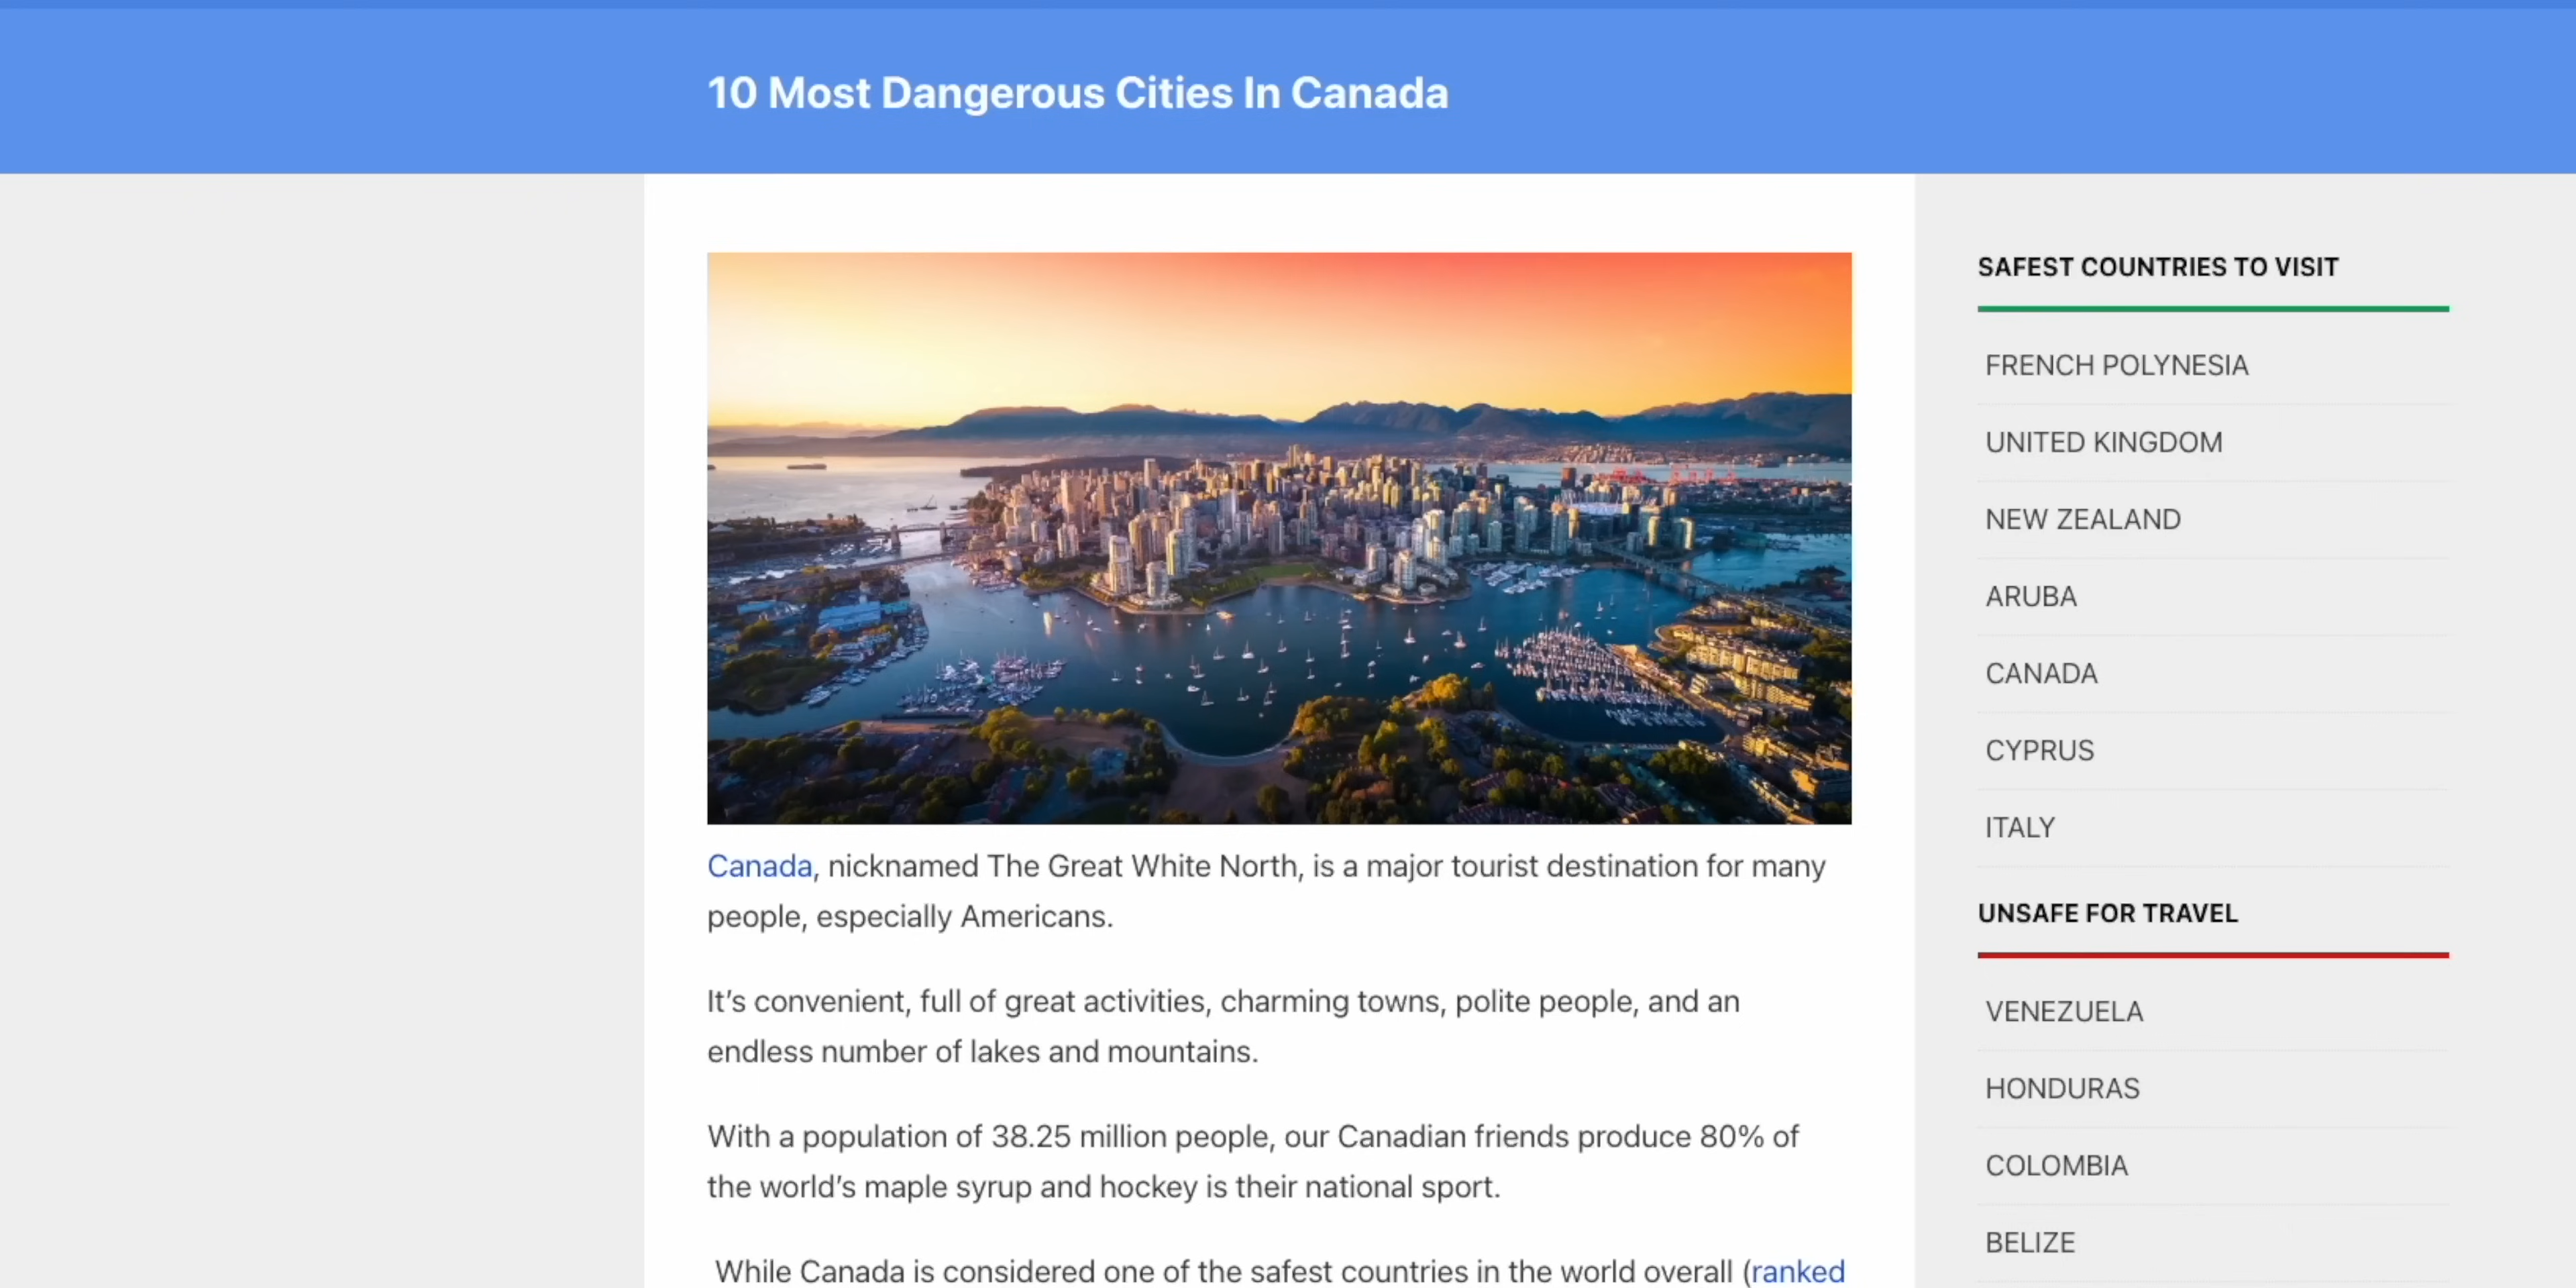 10 Most Dangerous Cities In Canada
Canada, nicknamed The Great White North, is a major tourist destination for many
people, especially Americans.
It’s convenient, full of great activities, charming towns, polite people, and an
endless number of lakes and mountains.
With a population of 38.25 million people, our Canadian friends produce 80% of
the world’s maple syrup and hockey is their national sport.
While Canada is considered one of the safest countries in the world overall (ranked
SAFEST COUNTRIES TO VISIT
FRENCH POLYNESIA
UNITED KINGDOM
NEW ZEALAND
ARUBA
CANADA
CYPRUS
ITALY
UNSAFE FOR TRAVEL
VENEZUELA
HONDURAS
COLOMBIA
BELIZE